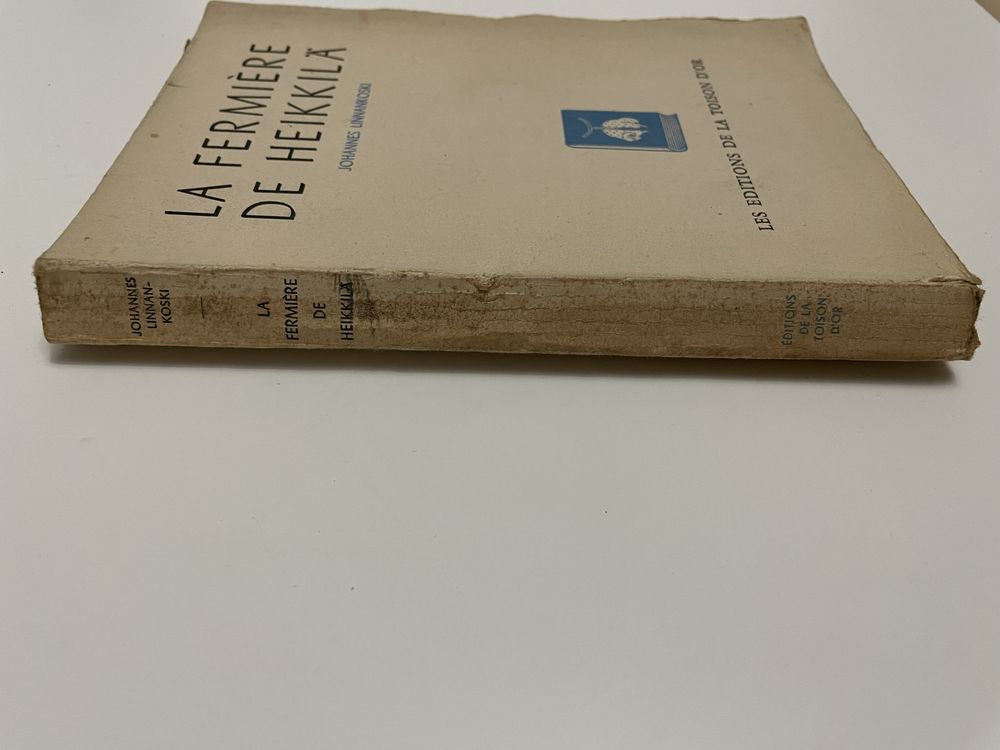 LA FERMIÈRE
DE HEIKKILÄ
JOHANNES LINNANKOSKI
LES EDITIONS DE LA TOISON D'OR
JOHANNES
LINNAN-
KOSKI
LA
FERMIÈRE
DE
HEIKKILÄ
ÉDITIONS
DE LA
TOISON
D'OR